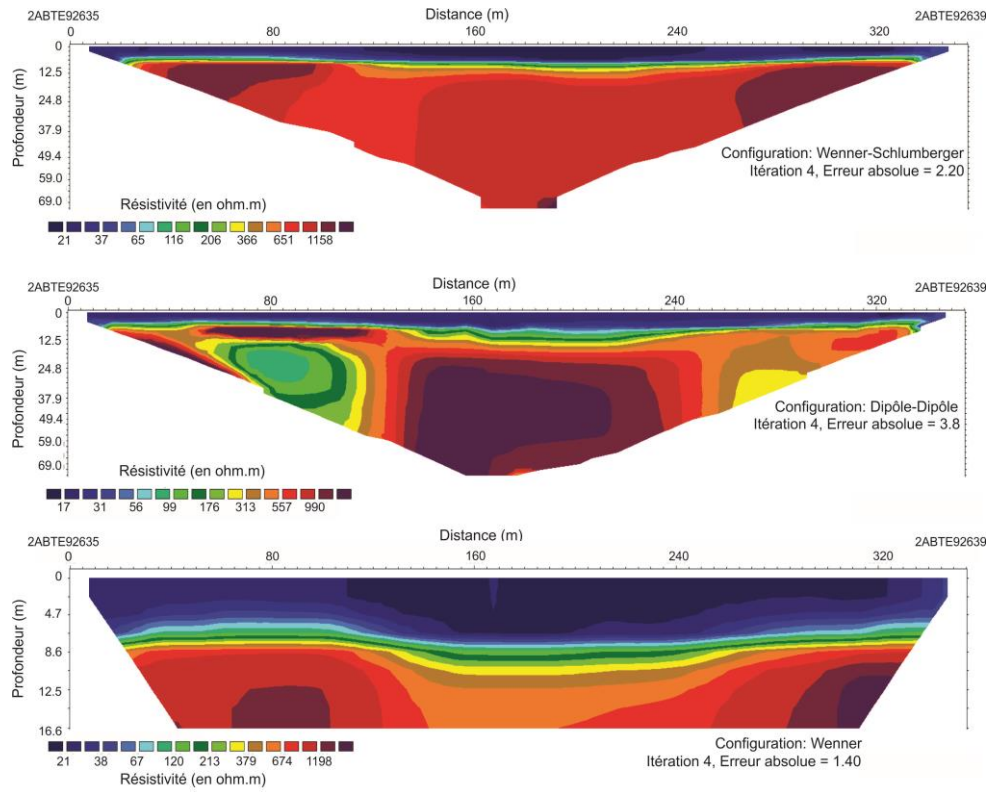 Distance (m)
2ABTE92635 2ABTE92639
0 80 160 240 320
Profondeur (m)
0
12.5
24.8
37.9
49.4
59.0
69.0
Configuration: Wenner-Schlumberger
Itération 4, Erreur absolue = 2.20
Résistivité (en ohm.m)
21 37 65 116 206 366 651 1158
Distance (m)
2ABTE92635 2ABTE92639
0 80 160 240 320
Profondeur (m)
0
12.5
24.8
37.9
49.4
59.0
69.0
Configuration: Dipôle-Dipôle
Itération 4, Erreur absolue = 3.8
Résistivité (en ohm.m)
17 31 56 99 176 313 557 990
Distance (m)
2ABTE92635 2ABTE92639
0 80 160 240 320
Profondeur (m)
0
4.7
8.6
12.5
16.6
21 38 67 120 213 379 674 1198
Résistivité (en ohm.m)
Configuration: Wenner
Itération 4, Erreur absolue = 1.40